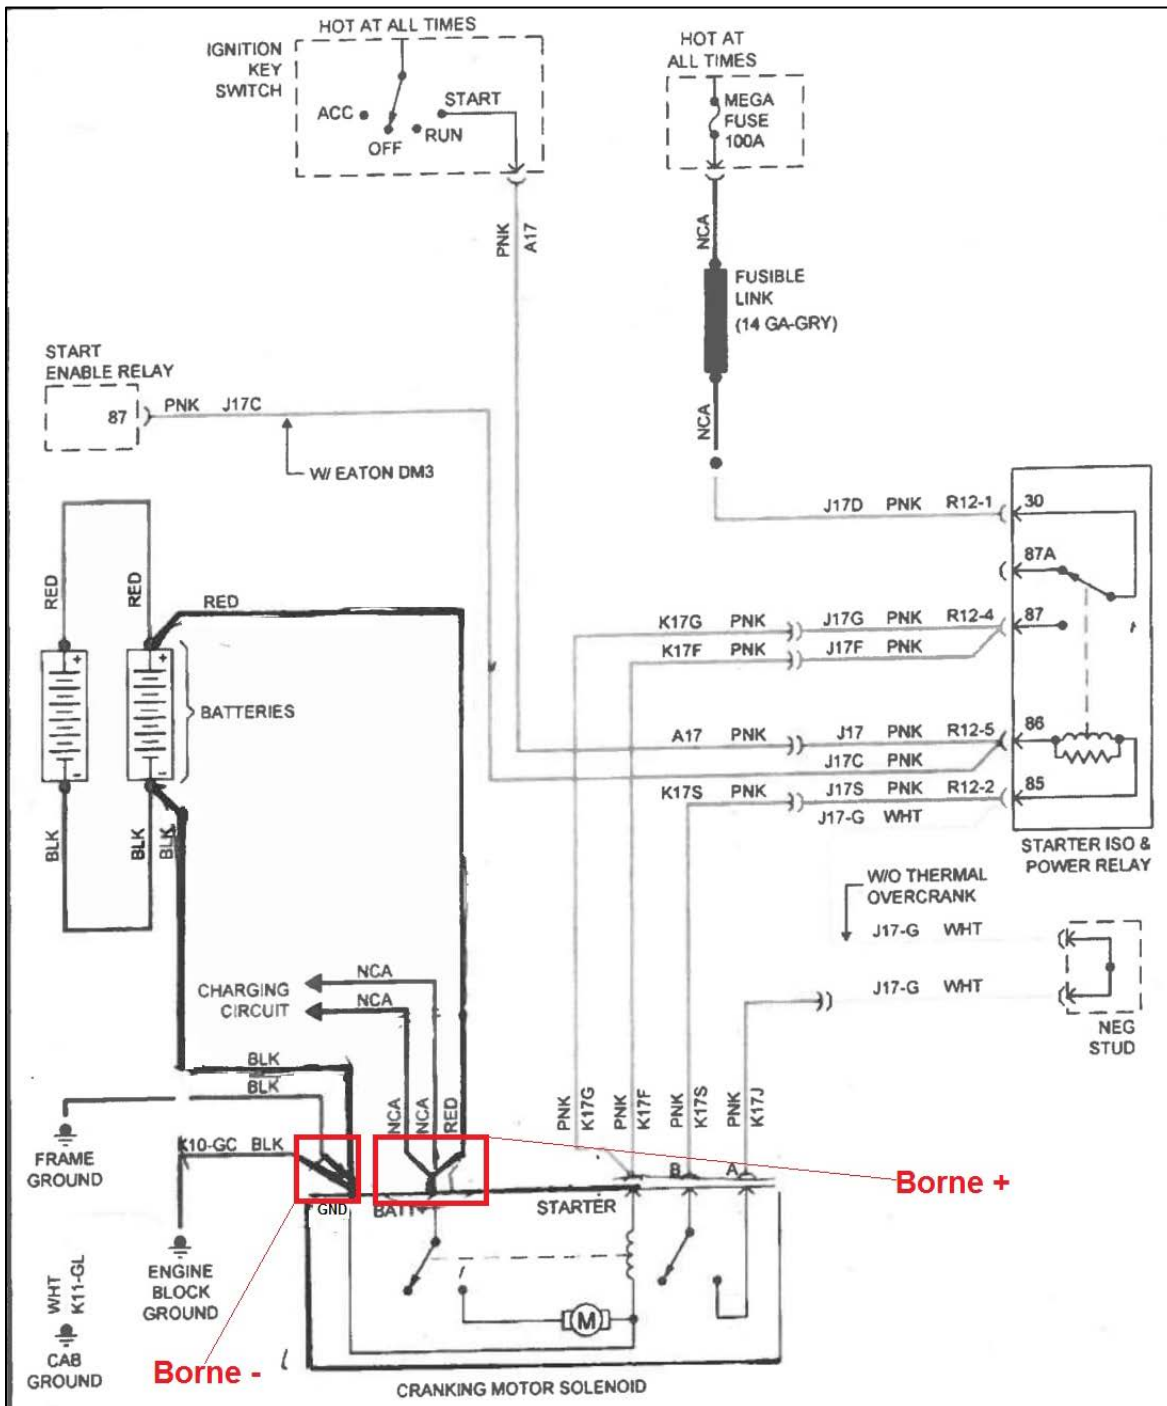 HOT AT ALL TIMES
IGNITION
KEY
SWITCH
ACC
OFF
RUN
START
HOT AT
ALL TIMES
MEGA
FUSE
100A
PNK
A17
NCA
FUSIBLE
LINK
(14 GA-GRY)
NCA
START
ENABLE RELAY
87
PNK J17C
W/ EATON DM3
J17D PNK R12-1
30
87A
K17G PNK J17G PNK R12-4
87
K17F PNK J17F PNK
A17 PNK J17 PNK R12-5
86
J17C PNK
K17S PNK J17S PNK R12-2
85
J17-G WHT
STARTER ISO &
POWER RELAY
RED
RED
RED
+
+
BATTERIES
-
-
BLK
BLK
BLK
W/O THERMAL
OVERCRANK
J17-G WHT
J17-G WHT
NEG
STUD
CHARGING
CIRCUIT
NCA
NCA
BLK
BLK
NCA
NCA
RED
PNK
K17G
PNK
K17F
PNK
K17S
PNK
K17J
FRAME
GROUND
K10-GC BLK
B
A
Borne +
GND
BATT
STARTER
ENGINE
BLOCK
GROUND
WHT
K11-GL
CAB
GROUND
M
Borne -
CRANKING MOTOR SOLENOID